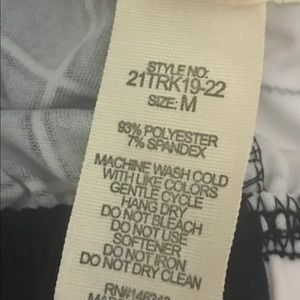 STYLE NO:
21TRK19-22
SIZE: M
93% POLYESTER
7% SPANDEX
MACHINE WASH COLD
WITH LIKE COLORS
GENTLE CYCLE
HANG DRY
DO NOT BLEACH
DO NOT USE
SOFTENERS
DO NOT IRON
DO NOT DRY CLEAN